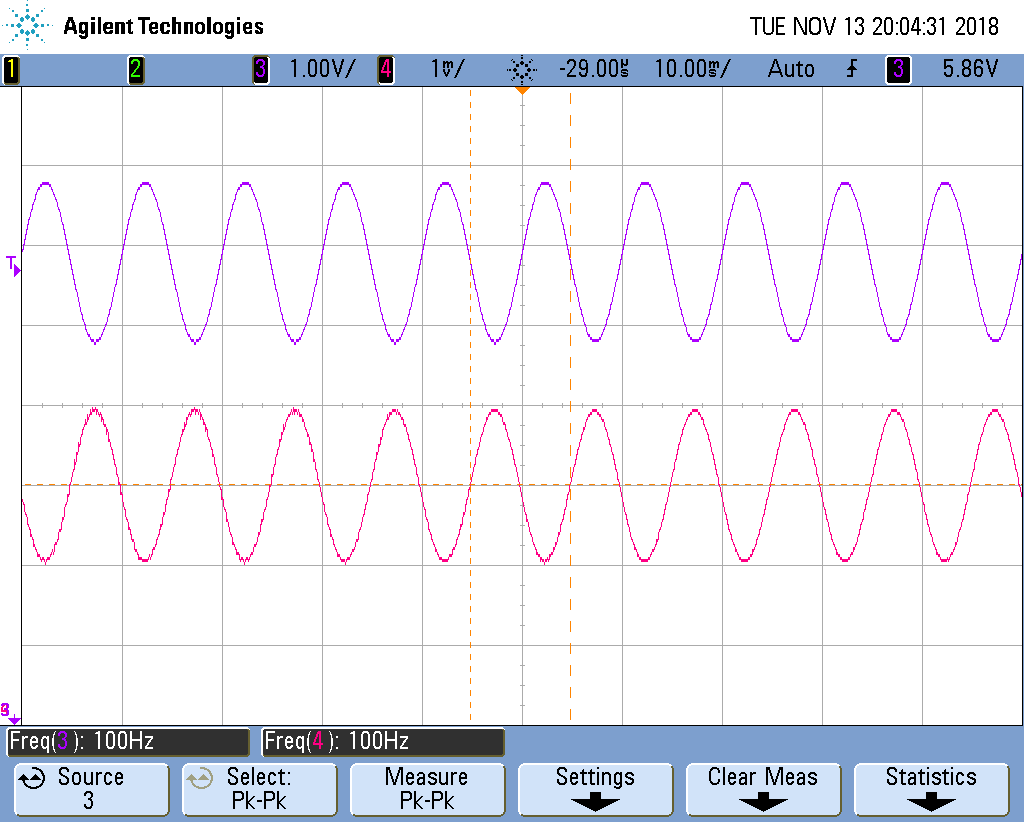 Agilent Technologies TUE NOV 13 20:04:31 2018
1 2 3 1.00V/ 4 1mV/ -29.00µs 10.00ms/ Auto 3 5.86V
T
Freq(3): 100Hz Freq(4): 100Hz
Source Select: Measure Settings Clear Meas Statistics
3 Pk-Pk Pk-Pk